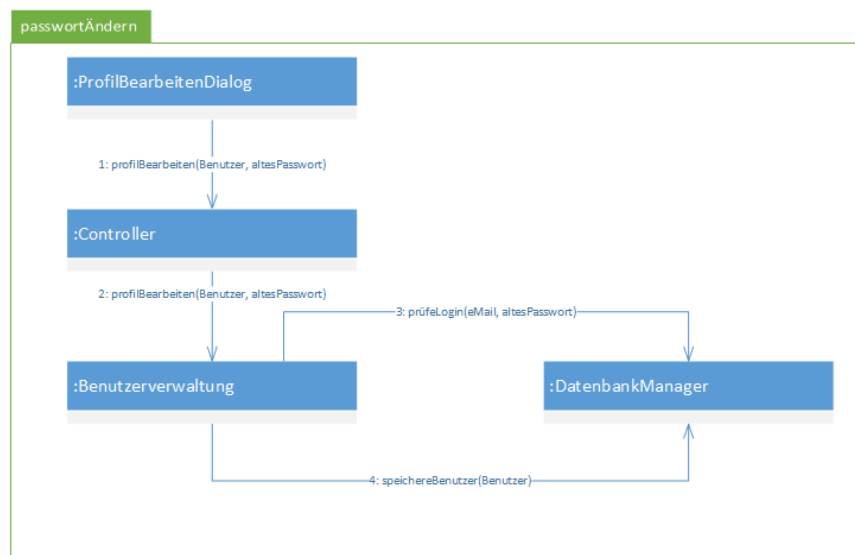 passwortÄndern
:ProfilBearbeitenDialog
1: profilBearbeiten(Benutzer, altesPasswort)
:Controller
2: profilBearbeiten(Benutzer, altesPasswort)
3: prüfeLogin(eMail, altesPasswort)
:Benutzerverwaltung
:DatenbankManager
4: speichereBenutzer(Benutzer)